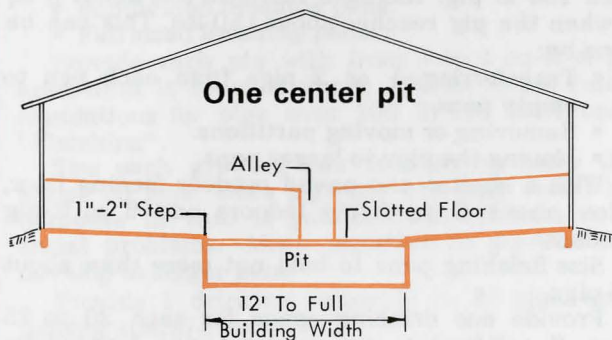 One center pit
Alley
1"-2" Step
Slotted Floor
Pit
12' To Full
Building Width